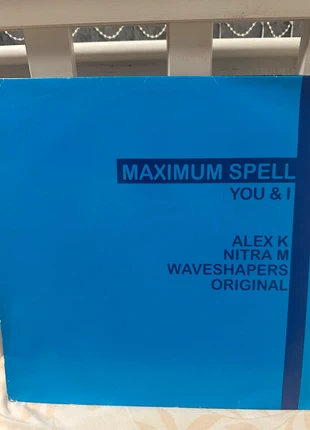 MAXIMUM SPELL
YOU & I
ALEX K
NITRA M
WAVESHAPERS
ORIGINAL